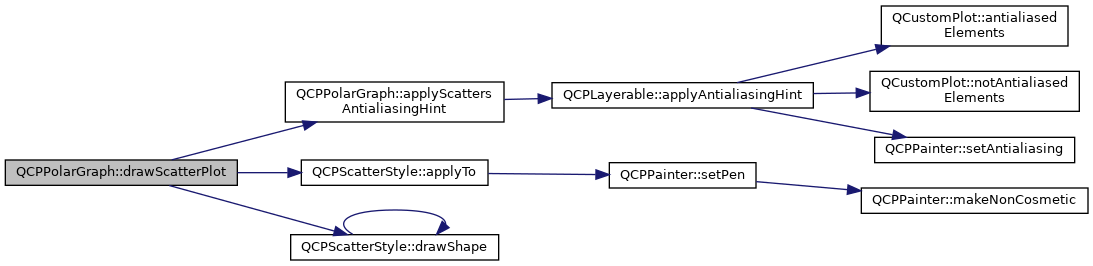 QCPPolarGraph::drawScatterPlot
QCPPolarGraph::applyScatters
AntialiasingHint
QCPLayerable::applyAntialiasingHint
QCustomPlot::antialiased
Elements
QCustomPlot::notAntialiased
Elements
QCPPainter::setAntialiasing
QCPScatterStyle::applyTo
QCPPainter::setPen
QCPPainter::makeNonCosmetic
QCPScatterStyle::drawShape